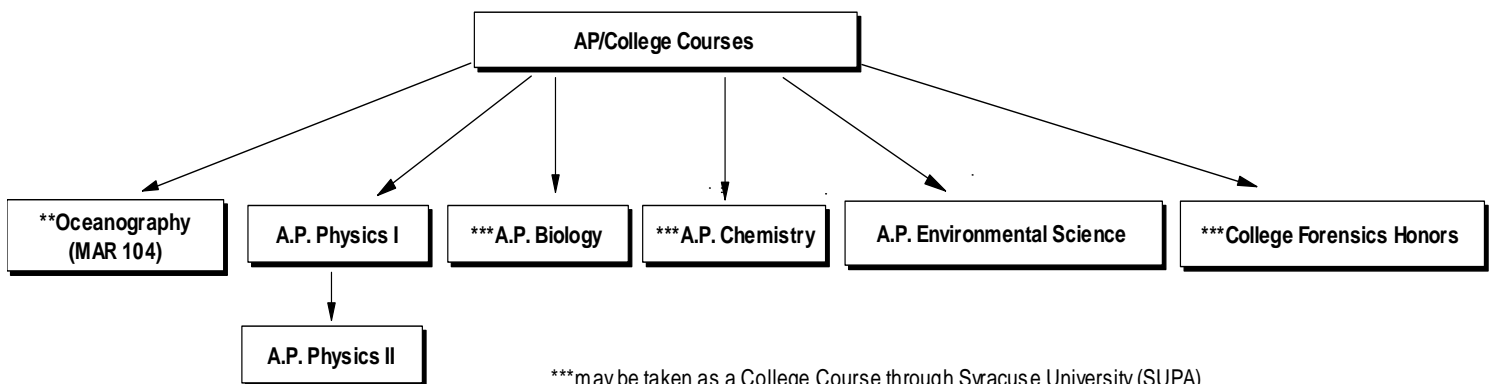 AP/College Courses
**Oceanography
(MAR 104)
A.P. Physics I
***A.P. Biology
***A.P. Chemistry
A.P. Environmental Science
***College Forensics Honors
A.P. Physics II
***may be taken as a College Course through Syracuse University (SUPA)